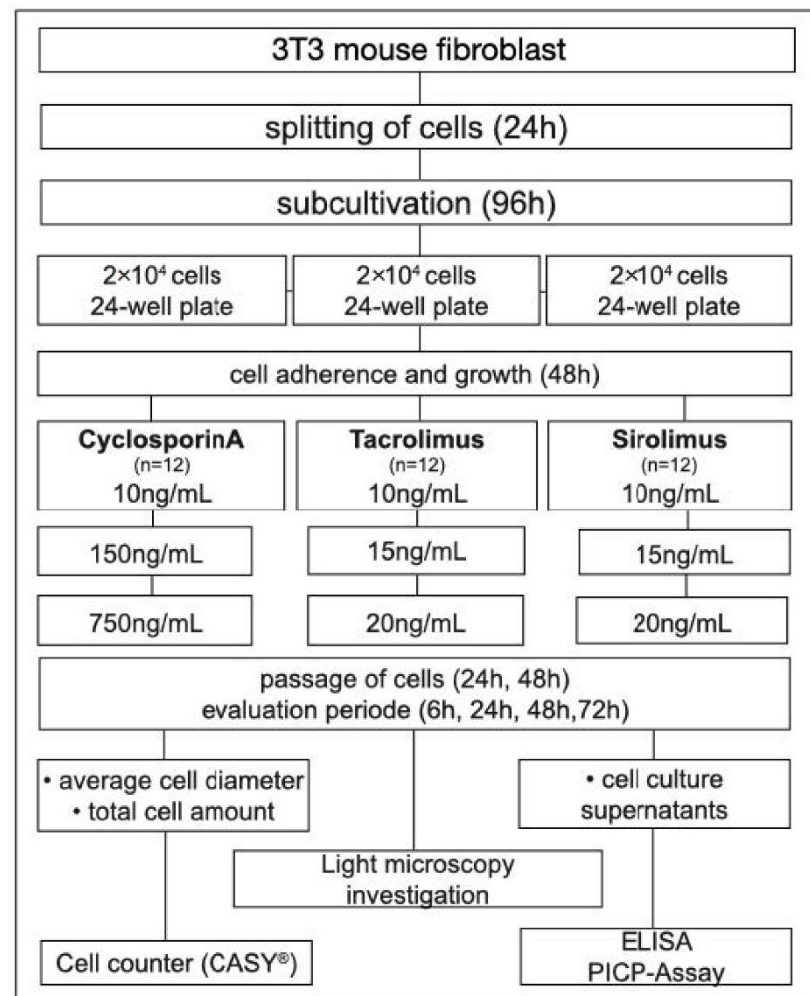 3T3 mouse fibroblast
splitting of cells (24h)
subcultivation (96h)
2×10⁴ cells
24-well plate
2×10⁴ cells
24-well plate
2×10⁴ cells
24-well plate
cell adherence and growth (48h)
CyclosporinA
(n=12)
10ng/mL
Tacrolimus
(n=12)
10ng/mL
Sirolimus
(n=12)
10ng/mL
150ng/mL
15ng/mL
15ng/mL
750ng/mL
20ng/mL
20ng/mL
passage of cells (24h, 48h)
evaluation periode (6h, 24h, 48h,72h)
• average cell diameter
• total cell amount
• cell culture
supernatants
Light microscopy
investigation
Cell counter (CASY®)
ELISA
PICP-Assay